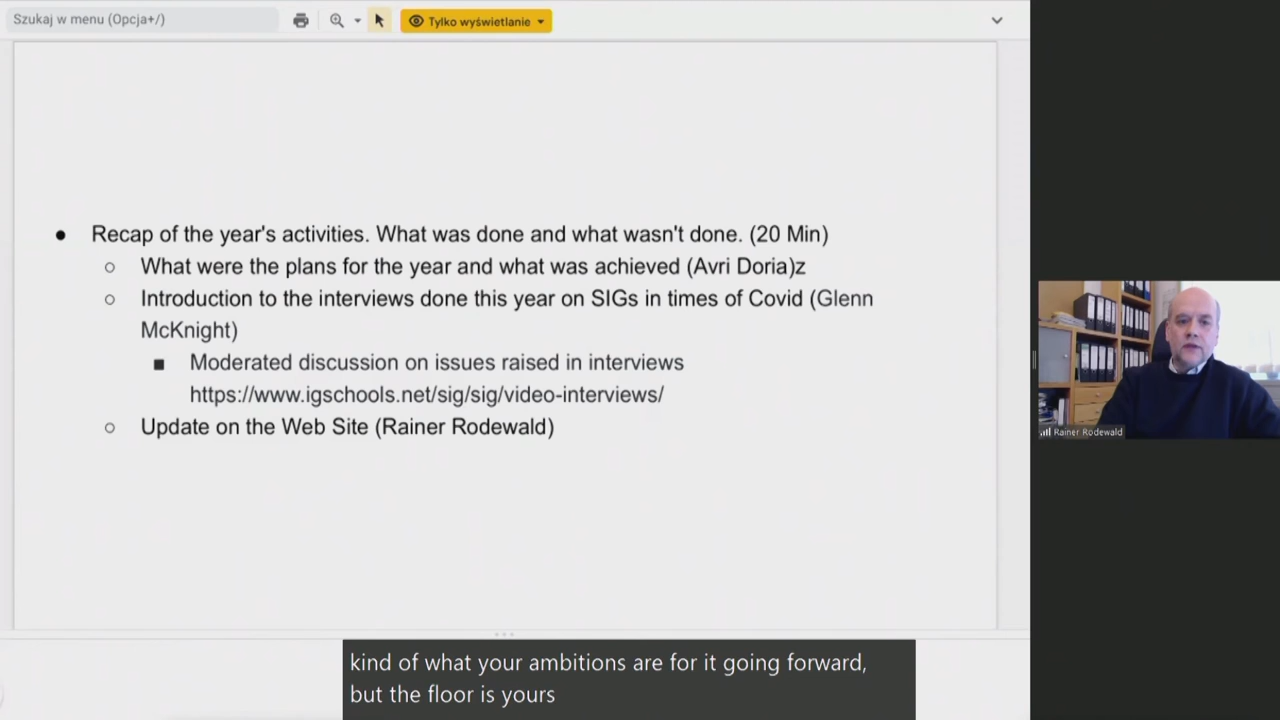 Szukaj w menu (Opcja+/)
Tylko wyświetlanie
● Recap of the year's activities. What was done and what wasn't done. (20 Min)
○ What were the plans for the year and what was achieved (Avri Doria)z
○ Introduction to the interviews done this year on SIGs in times of Covid (Glenn
McKnight)
■ Moderated discussion on issues raised in interviews
https://www.igschools.net/sig/sig/video-interviews/
○ Update on the Web Site (Rainer Rodewald)
Rainer Rodewald
kind of what your ambitions are for it going forward,
but the floor is yours